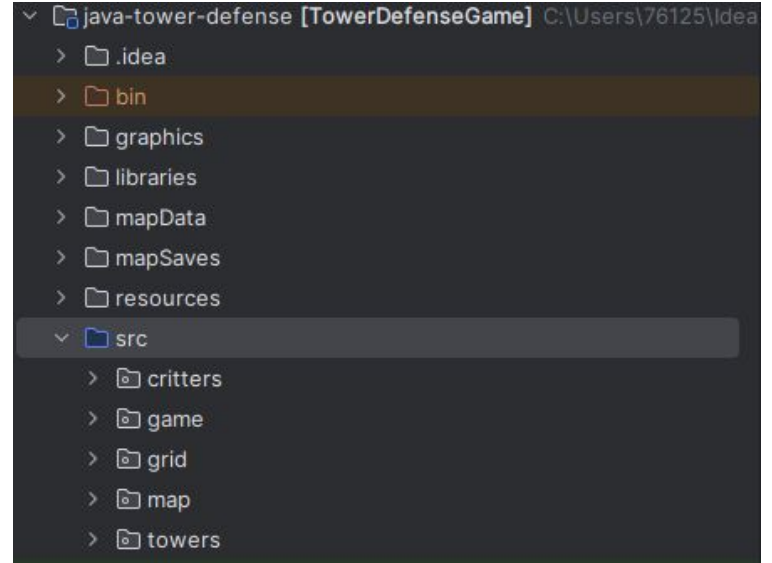 java-tower-defense [TowerDefenseGame] C:\Users\76125\Idea
.idea
bin
graphics
libraries
mapData
mapSaves
resources
src
critters
game
grid
map
towers